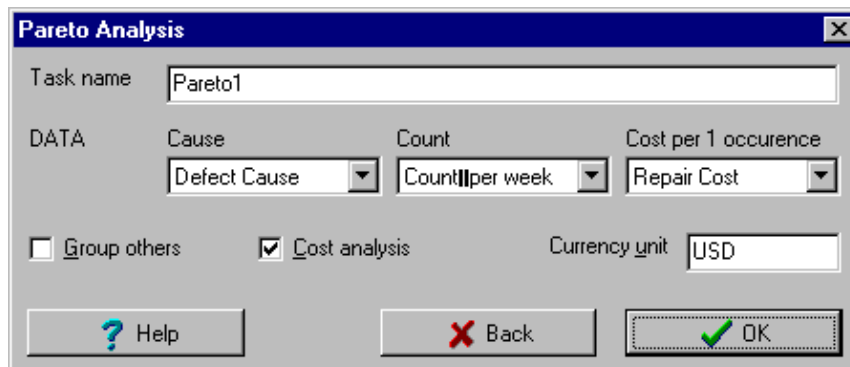 Pareto Analysis
Task name Pareto1
DATA Cause Count Cost per 1 occurence
Defect Cause Count||per week Repair Cost
Group others Cost analysis Currency unit USD
? Help Back OK